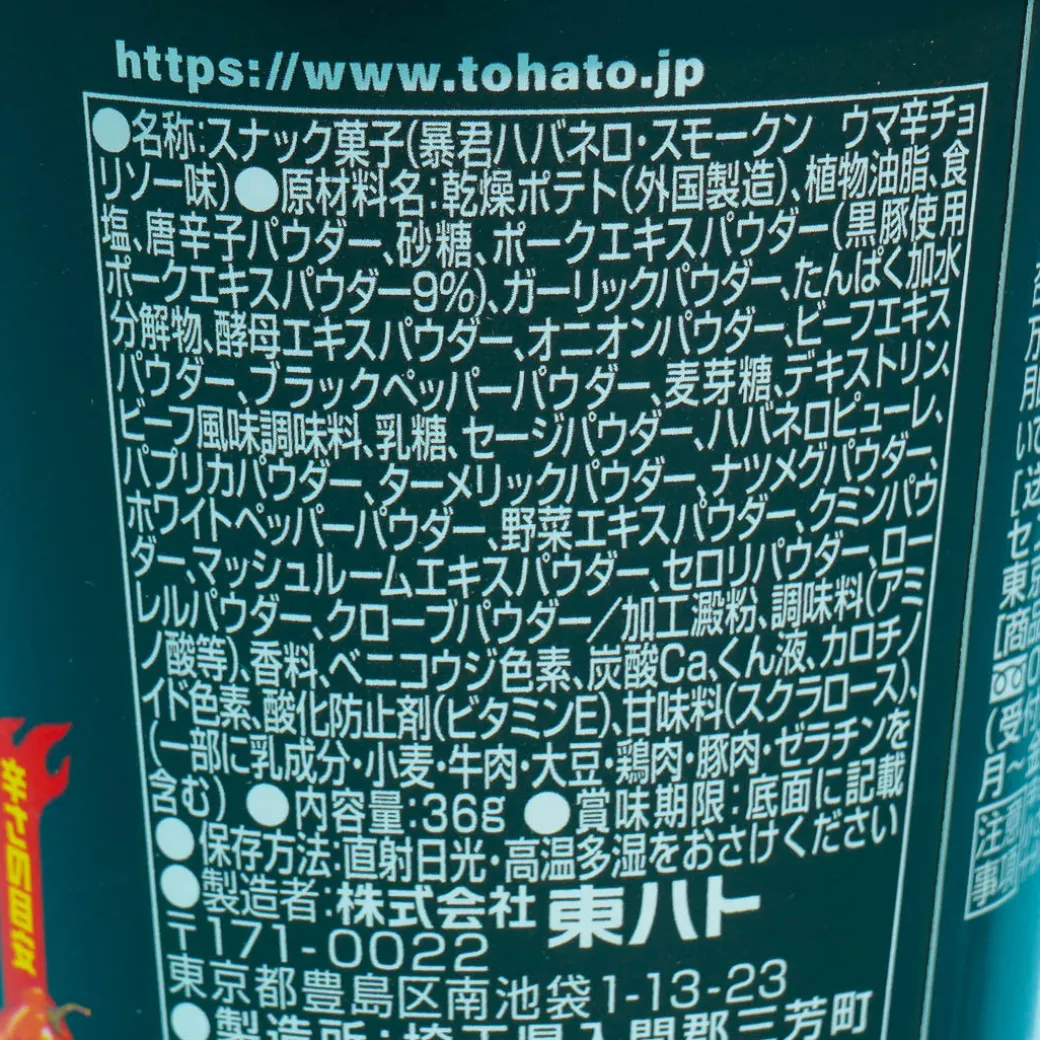 https://www.tohato.jp
●名称:スナック菓子(暴君ハバネロ・スモークン ウマ辛チョ
リソー味)●原材料名:乾燥ポテト(外国製造)、植物油脂、食
塩、唐辛子パウダー、砂糖、ポークエキスパウダー(黒豚使用
ポークエキスパウダー9%)、ガーリックパウダー、たんぱく加水
分解物、酵母エキスパウダー、オニオンパウダー、ビーフエキス
パウダー、ブラックペッパーパウダー、麦芽糖、デキストリン、
ビーフ風味調味料、乳糖、セージパウダー、ハバネロピューレ、
パプリカパウダー、ターメリックパウダー、ナツメグパウダー、
ホワイトペッパーパウダー、野菜エキスパウダー、クミンパウ
ダー、マッシュルームエキスパウダー、セロリパウダー、ロー
レルパウダー、クローブパウダー/加工澱粉、調味料(アミ
ノ酸等)、香料、ベニコウジ色素、炭酸Ca、くん液、カロチノ
イド色素、酸化防止剤(ビタミンE)、甘味料(スクラロース)、
(一部に乳成分・小麦・牛肉・大豆・鶏肉・豚肉・ゼラチンを
含む)●内容量:36g●賞味期限:底面に記載
●保存方法:直射日光・高温多湿をおさけください
●製造者:株式会社東ハト
〒171-0022
東京都豊島区南池袋1-13-23
●製造所:埼玉県入間郡三芳町
注意
事項